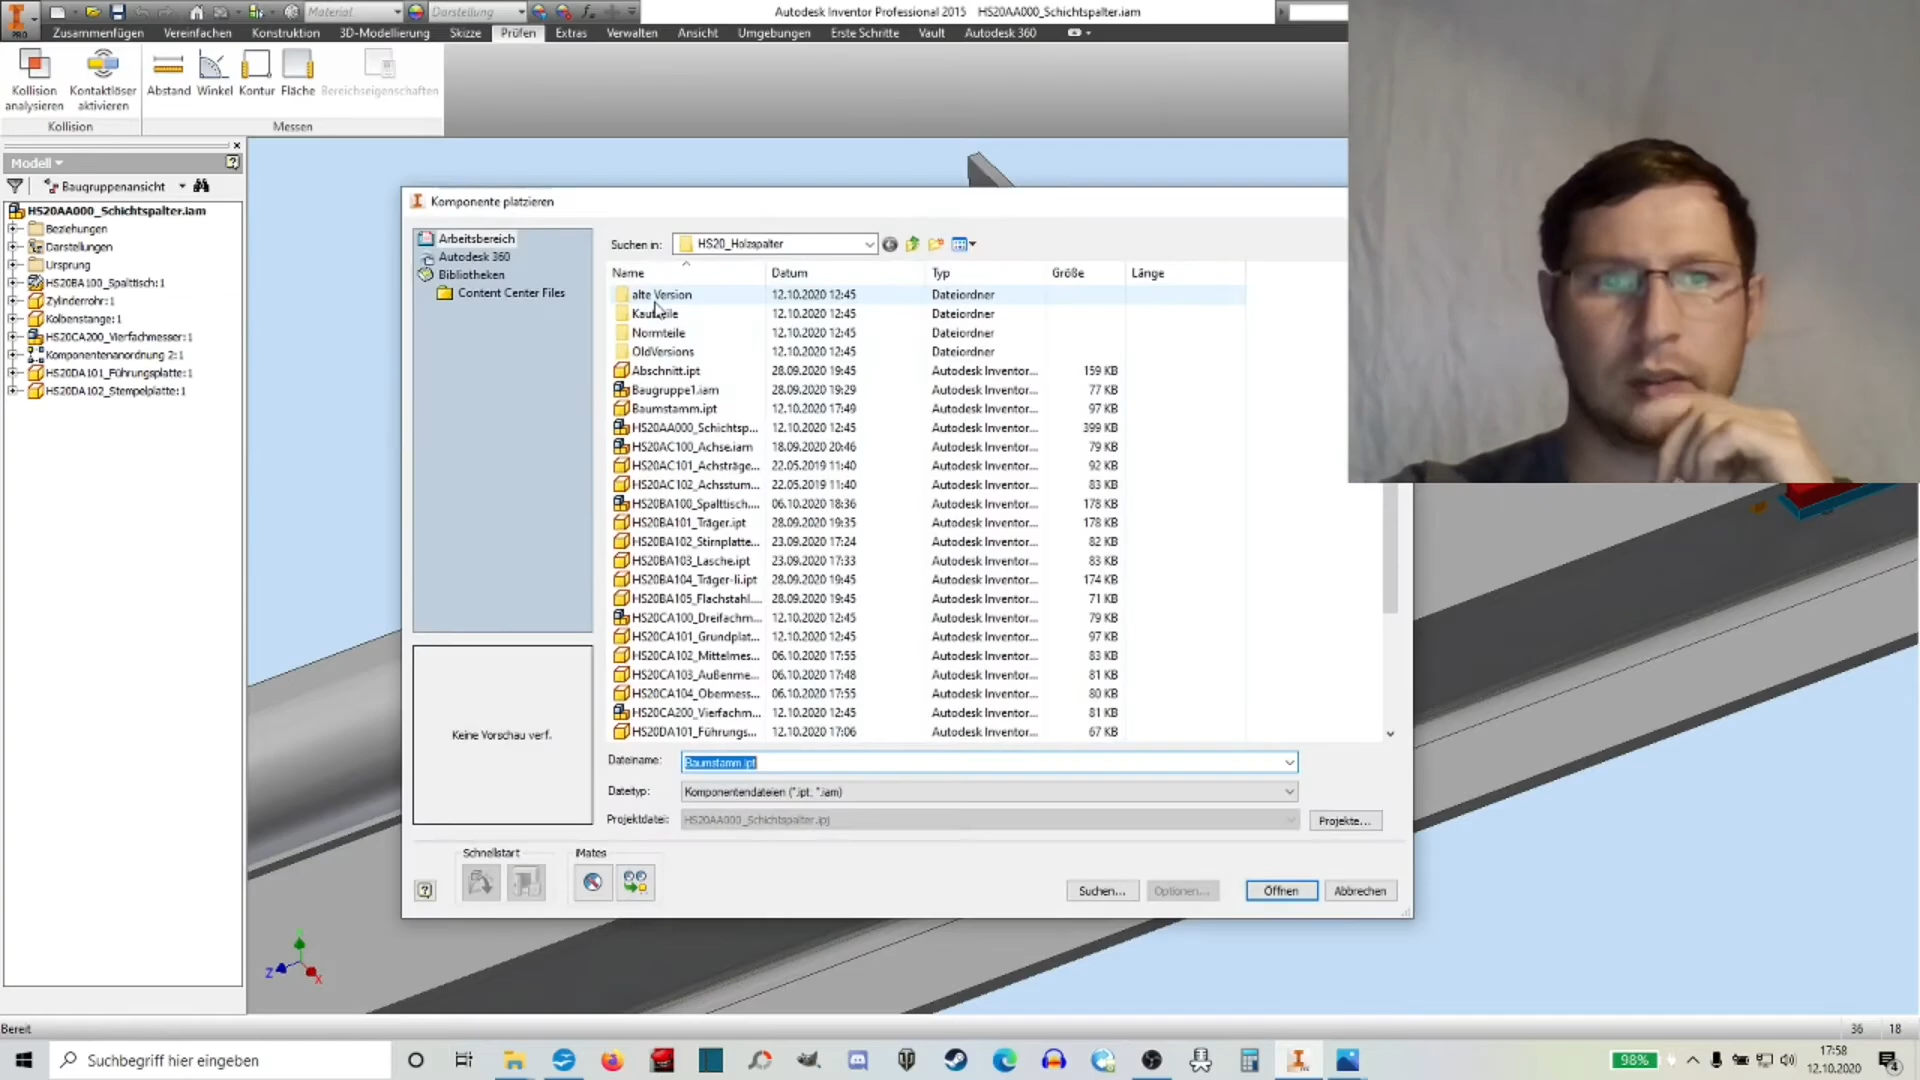 Material
Darstellung
Autodesk Inventor Professional 2015 HS20AA000_Schichtspalter.iam
PRO
Zusammenfügen Vereinfachen Konstruktion 3D-Modellierung Skizze Prüfen Extras Verwalten Ansicht Umgebungen Erste Schritte Vault Autodesk 360
Kollision analysieren
Kontaktlöser aktivieren
Abstand Winkel Kontur Fläche Bereichseigenschaften
Kollision
Messen
Modell
Baugruppenansicht
HS20AA000_Schichtspalter.iam
Beziehungen
Darstellungen
Ursprung
HS20BA100_Spalttisch:1
Zylinderrohr:1
Kolbenstange:1
HS20CA200_Vierfachmesser:1
Komponentenanordnung 2:1
HS20DA101_Führungsplatte:1
HS20DA102_Stempelplatte:1
Komponente platzieren
Arbeitsbereich
Autodesk 360
Bibliotheken
Content Center Files
Keine Vorschau verf.
Suchen in: HS20_Holzspalter
Name Datum Typ Größe Länge
alte Version 12.10.2020 12:45 Dateiordner
Kaufteile 12.10.2020 12:45 Dateiordner
Normteile 12.10.2020 12:45 Dateiordner
OldVersions 12.10.2020 12:45 Dateiordner
Abschnitt.ipt 28.09.2020 19:45 Autodesk Inventor... 159 KB
Baugruppe1.iam 28.09.2020 19:29 Autodesk Inventor... 77 KB
Baumstamm.ipt 12.10.2020 17:49 Autodesk Inventor... 97 KB
HS20AA000_Schichtsp... 12.10.2020 12:45 Autodesk Inventor... 399 KB
HS20AC100_Achse.iam 18.09.2020 20:46 Autodesk Inventor... 79 KB
HS20AC101_Achsträge... 22.05.2019 11:40 Autodesk Inventor... 92 KB
HS20AC102_Achsstum... 22.05.2019 11:40 Autodesk Inventor... 83 KB
HS20BA100_Spalttisch.... 06.10.2020 18:36 Autodesk Inventor... 178 KB
HS20BA101_Träger.ipt 28.09.2020 19:35 Autodesk Inventor... 178 KB
HS20BA102_Stirnplatte... 23.09.2020 17:24 Autodesk Inventor... 82 KB
HS20BA103_Lasche.ipt 23.09.2020 17:33 Autodesk Inventor... 83 KB
HS20BA104_Träger-li.ipt 28.09.2020 19:45 Autodesk Inventor... 174 KB
HS20BA105_Flachstahl.... 28.09.2020 19:45 Autodesk Inventor... 71 KB
HS20CA100_Dreifachm... 12.10.2020 12:45 Autodesk Inventor... 79 KB
HS20CA101_Grundplat... 12.10.2020 12:45 Autodesk Inventor... 97 KB
HS20CA102_Mittelmes... 06.10.2020 17:55 Autodesk Inventor... 83 KB
HS20CA103_Außenme... 06.10.2020 17:48 Autodesk Inventor... 81 KB
HS20CA104_Obermess... 06.10.2020 17:55 Autodesk Inventor... 80 KB
HS20CA200_Vierfachm... 12.10.2020 12:45 Autodesk Inventor... 81 KB
HS20DA101_Führungs... 12.10.2020 17:06 Autodesk Inventor... 67 KB
Dateiname: Baumstamm.ipt
Dateityp: Komponentendateien (*.ipt; *.iam)
Projektdatei: HS20AA000_Schichtspalter.ipj Projekte...
Schnellstart
iMates
Suchen... Optionen... Öffnen Abbrechen
Z X
Bereit
36 18
Suchbegriff hier eingeben
98%
17:58
12.10.2020
4